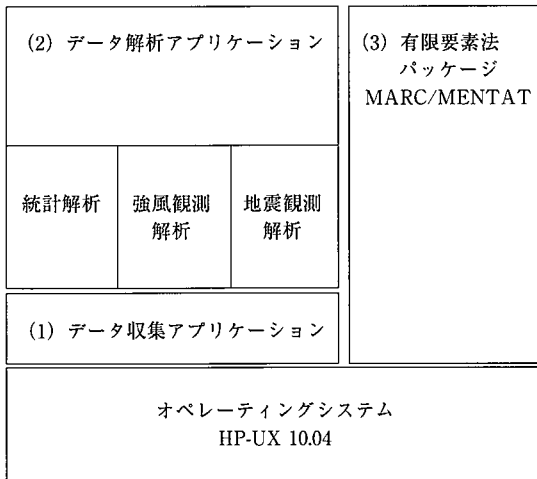 (2) データ解析アプリケーション
統計解析
強風観測
解析
地震観測
解析
(1) データ収集アプリケーション
(3) 有限要素法
パッケージ
MARC/MENTAT
オペレーティングシステム
HP-UX 10.04